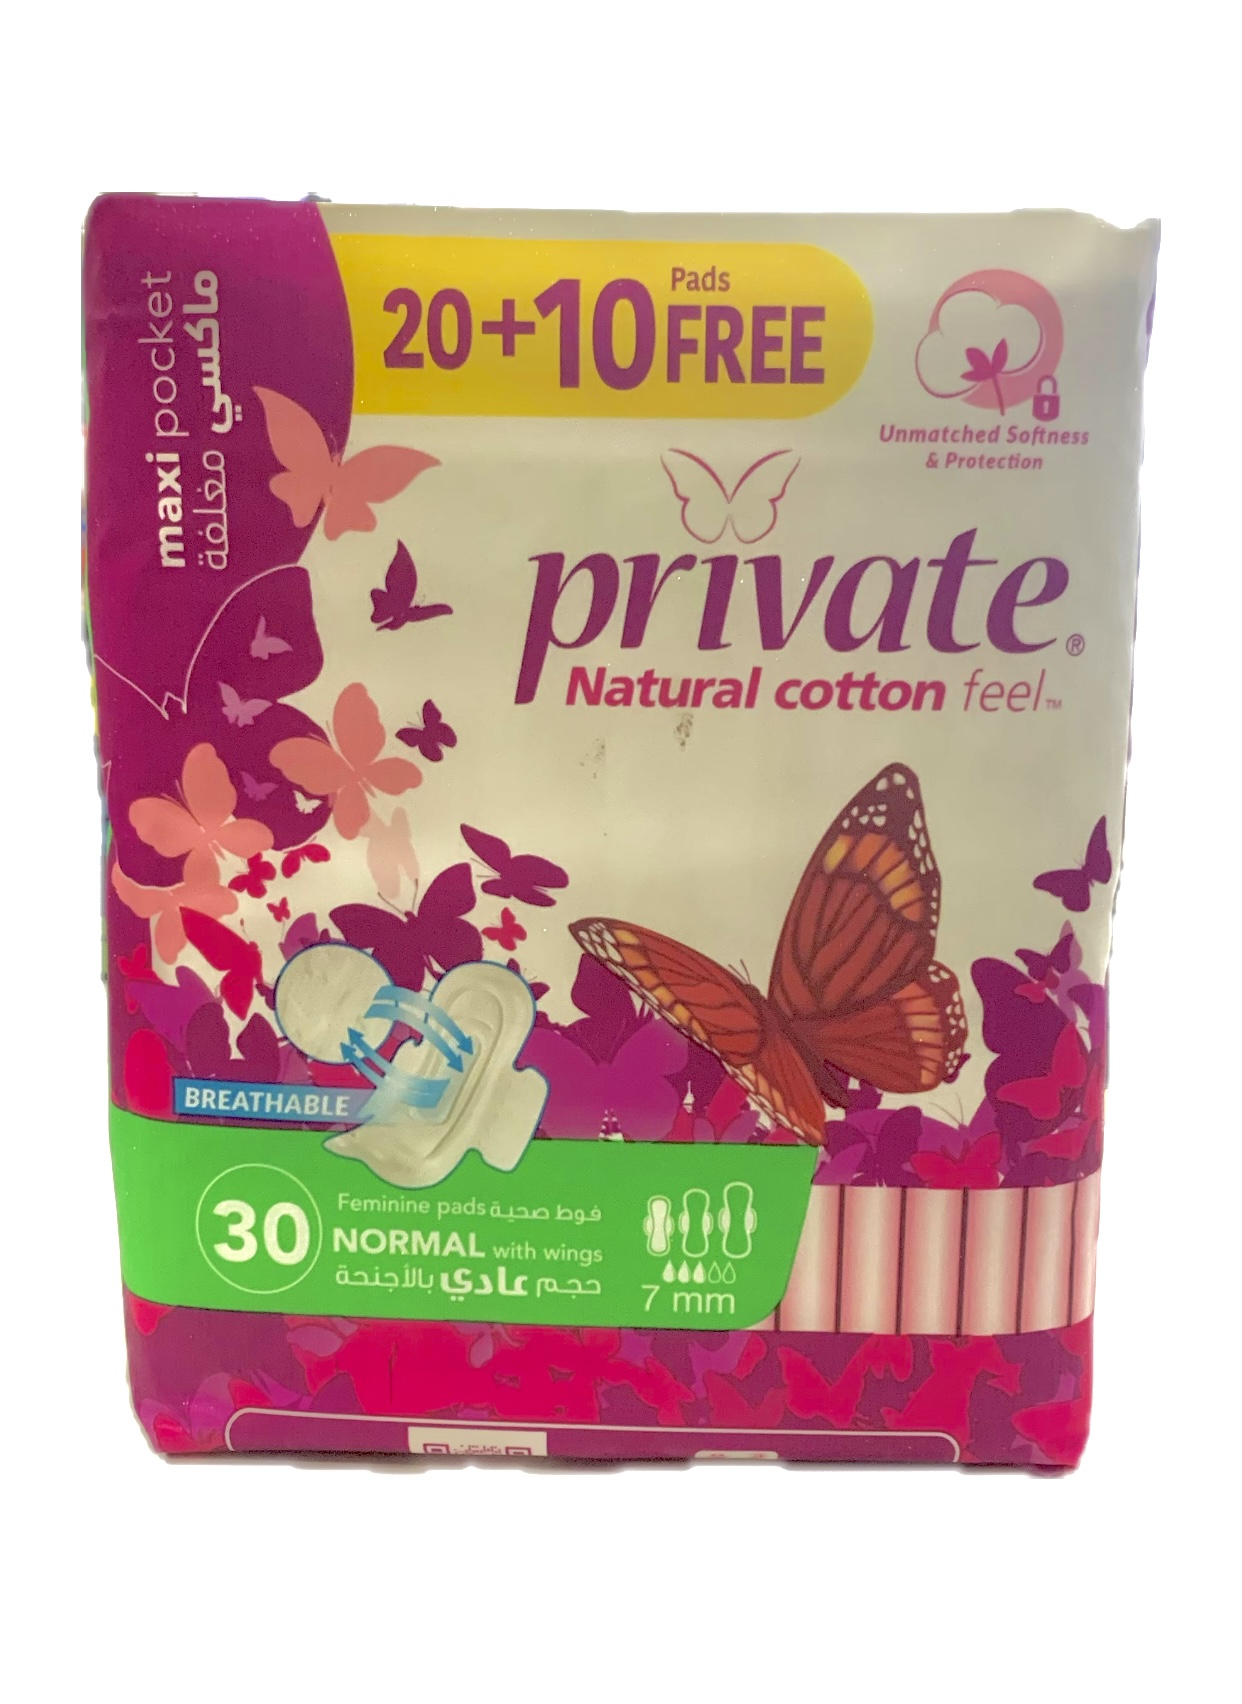 maxi pocket
ماكسي مغلفة
20+10 Pads FREE
Unmatched Softness
& Protection
private®
Natural cotton feel™
BREATHABLE
30
Feminine pads فوط صحية
NORMAL with wings
حجم عادي بالأجنحة
7 mm